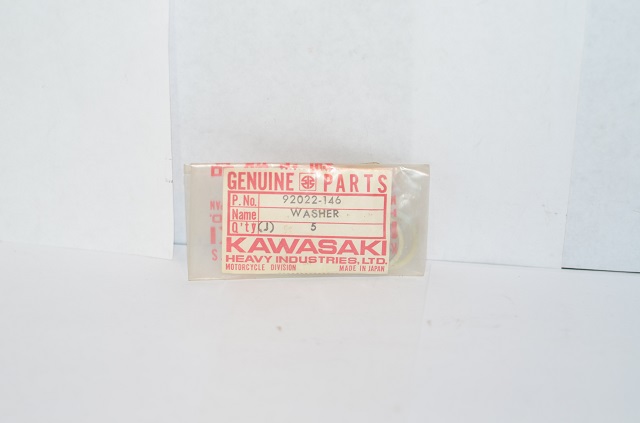 GENUINE PARTS
P. No. 92022-146
Name WASHER
Q'ty(J) 5
KAWASAKI
HEAVY INDUSTRIES, LTD.
MOTORCYCLE DIVISION MADE IN JAPAN